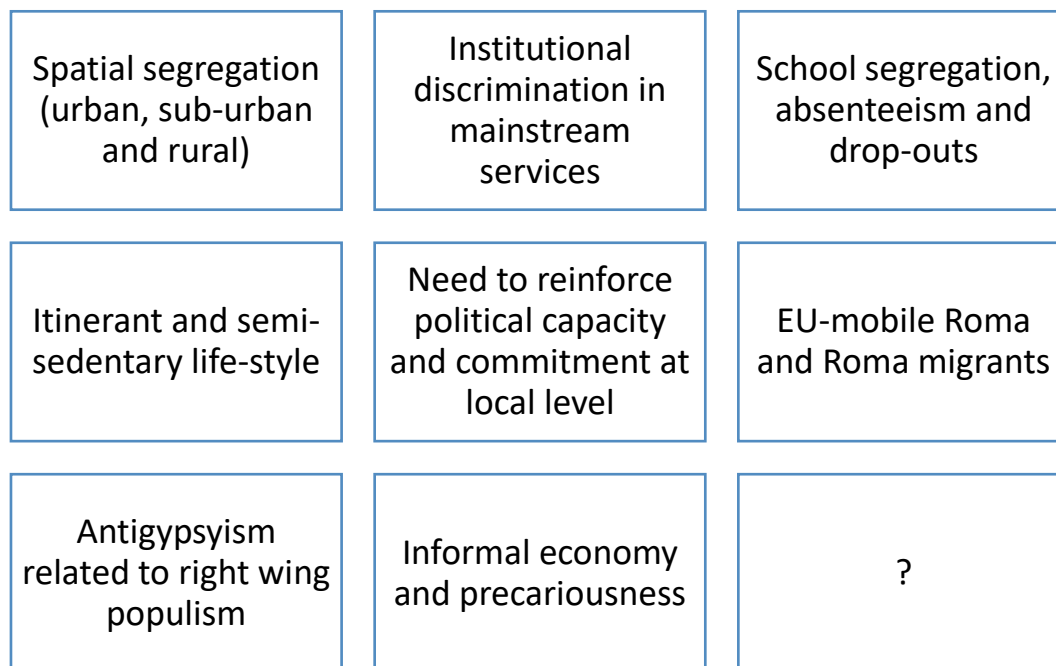 Spatial segregation
(urban, sub-urban
and rural)
Institutional
discrimination in
mainstream
services
School segregation,
absenteeism and
drop-outs
Itinerant and semi-
sedentary life-style
Need to reinforce
political capacity
and commitment at
local level
EU-mobile Roma
and Roma migrants
Antigypsyism
related to right wing
populism
Informal economy
and precariousness
?